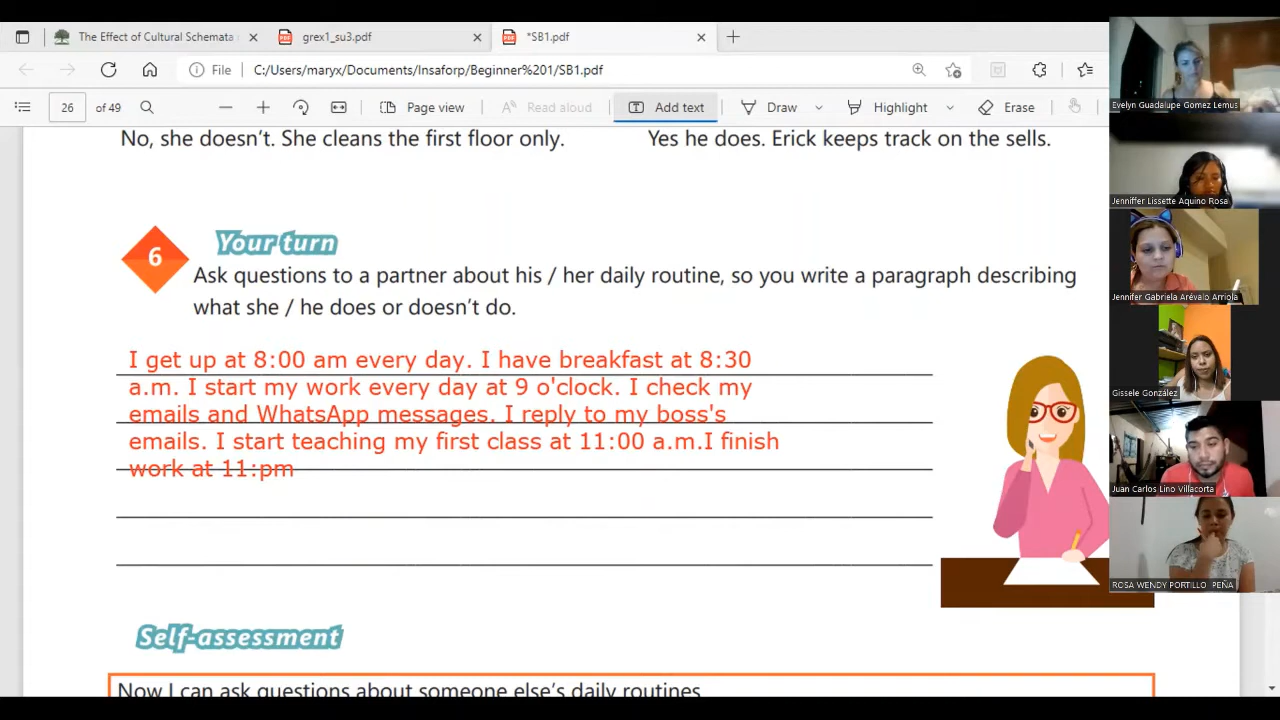 The Effect of Cultural Schemata
grex1_su3.pdf
*SB1.pdf
File
C:/Users/maryx/Documents/Insaforp/Beginner%201/SB1.pdf
26 of 49
Page view
Read aloud
Add text
Draw
Highlight
Erase
No, she doesn't. She cleans the first floor only.
Yes he does. Erick keeps track on the sells.
6
Your turn
Ask questions to a partner about his / her daily routine, so you write a paragraph describing
what she / he does or doesn't do.
I get up at 8:00 am every day. I have breakfast at 8:30
a.m. I start my work every day at 9 o'clock. I check my
emails and WhatsApp messages. I reply to my boss's
emails. I start teaching my first class at 11:00 a.m.I finish
work at 11:pm
Self-assessment
Now I can ask questions about someone else's daily routines
Evelyn Guadalupe Gomez Lemus
Jenniffer Lissette Aquino Rosa
Jennifer Gabriela Arévalo Arriola
Gissele González
Juan Carlos Lino Villacorta
ROSA WENDY PORTILLO PEÑA